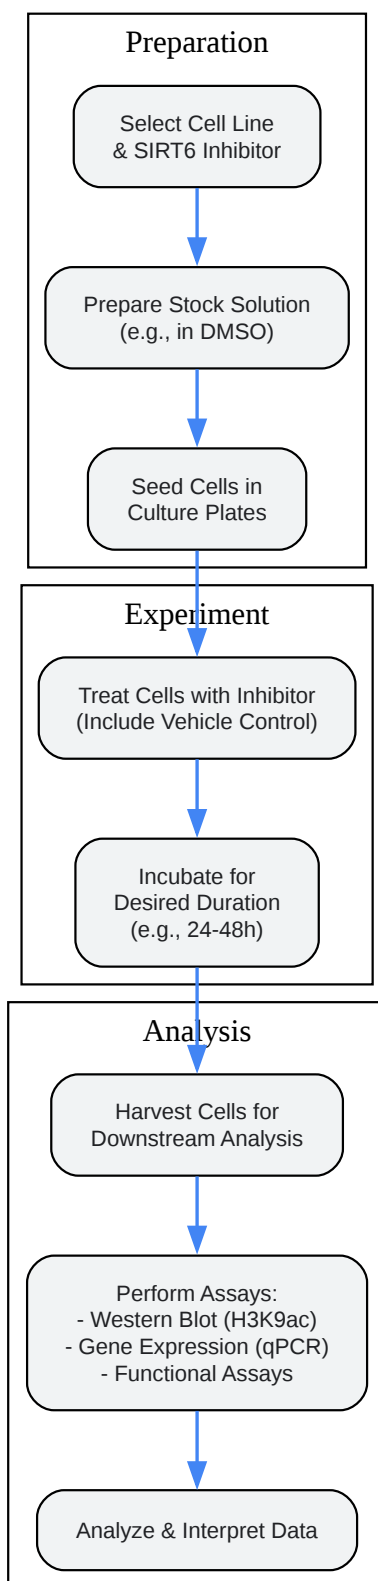 Preparation
Select Cell Line
& SIRT6 Inhibitor
Prepare Stock Solution
(e.g., in DMSO)
Seed Cells in
Culture Plates
Experiment
Treat Cells with Inhibitor
(Include Vehicle Control)
Incubate for
Desired Duration
(e.g., 24-48h)
Analysis
Harvest Cells for
Downstream Analysis
Perform Assays:
- Western Blot (H3K9ac)
- Gene Expression (qPCR)
- Functional Assays
Analyze & Interpret Data